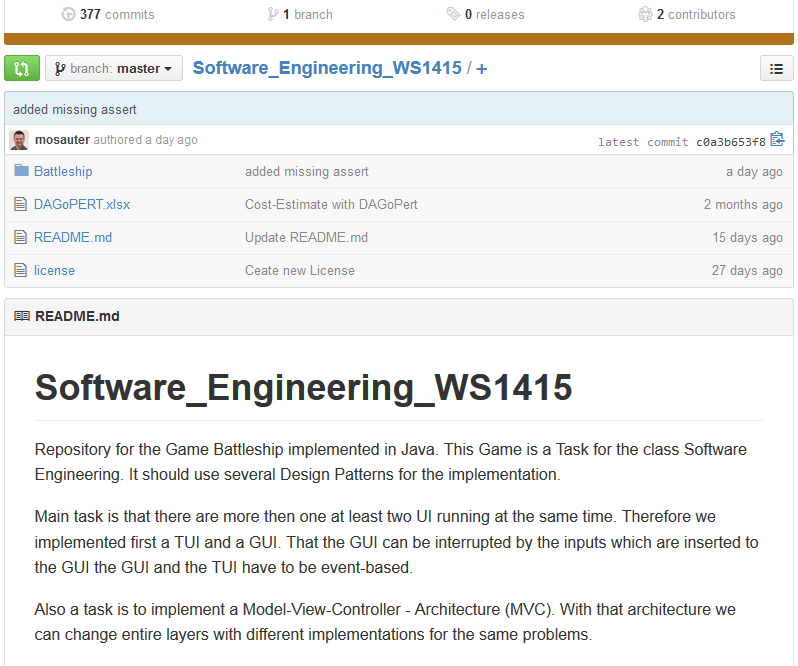 377 commits 1 branch 0 releases 2 contributors
branch: master Software_Engineering_WS1415 / +
added missing assert
mosauter authored a day ago latest commit c0a3b653f8
Battleship added missing assert a day ago
DAGoPERT.xlsx Cost-Estimate with DAGoPert 2 months ago
README.md Update README.md 15 days ago
license Ceate new License 27 days ago
README.md
Software_Engineering_WS1415
Repository for the Game Battleship implemented in Java. This Game is a Task for the class Software
Engineering. It should use several Design Patterns for the implementation.
Main task is that there are more then one at least two UI running at the same time. Therefore we
implemented first a TUI and a GUI. That the GUI can be interrupted by the inputs which are inserted to
the GUI the GUI and the TUI have to be event-based.
Also a task is to implement a Model-View-Controller - Architecture (MVC). With that architecture we
can change entire layers with different implementations for the same problems.